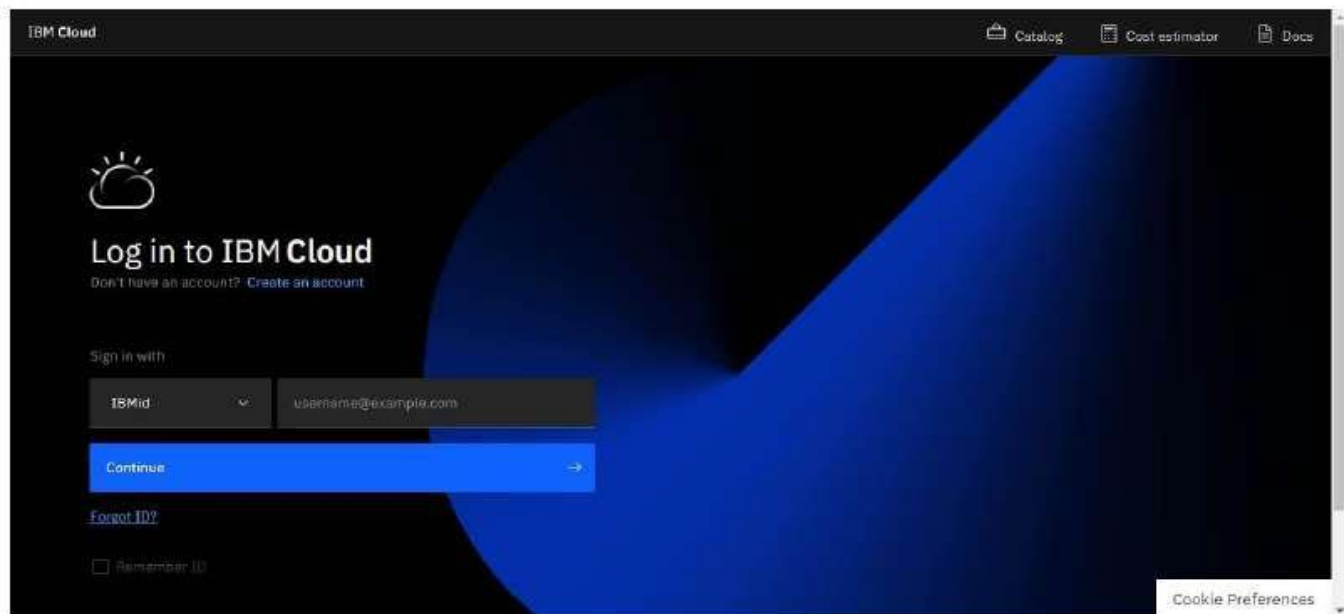 IBM Cloud
Catalog
Cost estimator
Docs
Log in to IBM Cloud
Don't have an account? Create an account
Sign in with
IBMid
username@example.com
Continue
Forgot ID?
Remember ID
Cookie Preferences